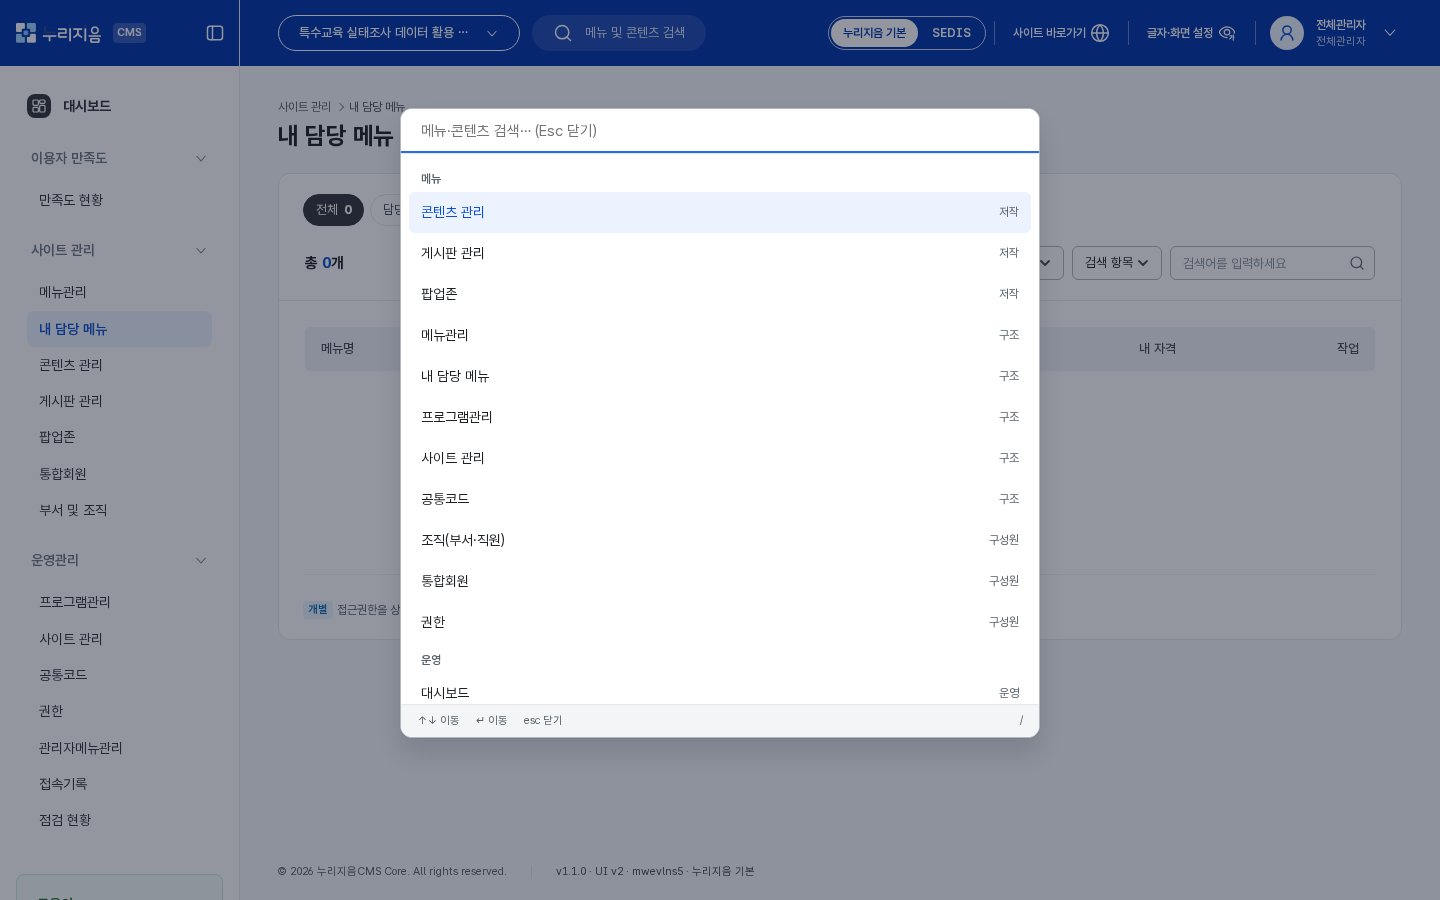 누리지음 CMS
특수교육 실태조사 데이터 활용 ···
메뉴 및 콘텐츠 검색
누리지음 기본
SEDIS
사이트 바로가기
글자·화면 설정
전체관리자
전체관리자
대시보드
이용자 만족도
만족도 현황
사이트 관리
메뉴관리
내 담당 메뉴
콘텐츠 관리
게시판 관리
팝업존
통합회원
부서 및 조직
운영관리
프로그램관리
사이트 관리
공통코드
권한
관리자메뉴관리
접속기록
점검 현황
사이트 관리 > 내 담당 메뉴
내 담당 메뉴
전체 0
담당
총 0개
검색 항목
검색어를 입력하세요
메뉴명
내 자격
작업
개별 접근권한을 상
메뉴·콘텐츠 검색··· (Esc 닫기)
메뉴
콘텐츠 관리 저작
게시판 관리 저작
팝업존 저작
메뉴관리 구조
내 담당 메뉴 구조
프로그램관리 구조
사이트 관리 구조
공통코드 구조
조직(부서·직원) 구성원
통합회원 구성원
권한 구성원
운영
대시보드 운영
↑↓ 이동 ↵ 이동 esc 닫기 /
© 2026 누리지음CMS Core. All rights reserved.
v1.1.0 · UI v2 · mwevlns5 · 누리지음 기본